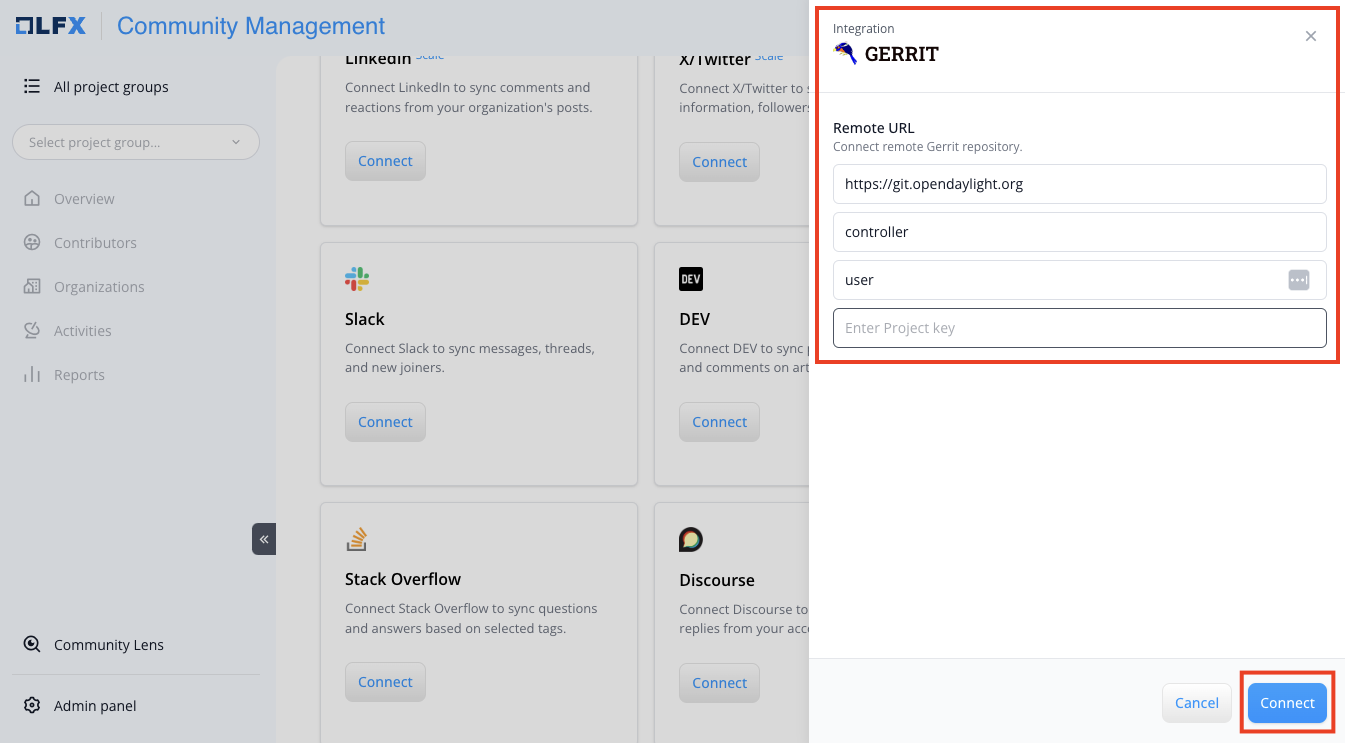 LFX
Community Management
All project groups
Select project group...
Overview
Contributors
Organizations
Activities
Reports
«
Community Lens
Admin panel
LinkedIn Scale
Connect LinkedIn to sync comments and
reactions from your organization's posts.
Connect
X/Twitter Scale
Connect X/Twitter to s
information, followers
Connect
Slack
Connect Slack to sync messages, threads,
and new joiners.
Connect
DEV
DEV
Connect DEV to sync
and comments on art
Connect
Stack Overflow
Connect Stack Overflow to sync questions
and answers based on selected tags.
Connect
Discourse
Connect Discourse to
replies from your acc
Connect
Integration
GERRIT
Remote URL
Connect remote Gerrit repository.
https://git.opendaylight.org
controller
user
Enter Project key
Cancel
Connect